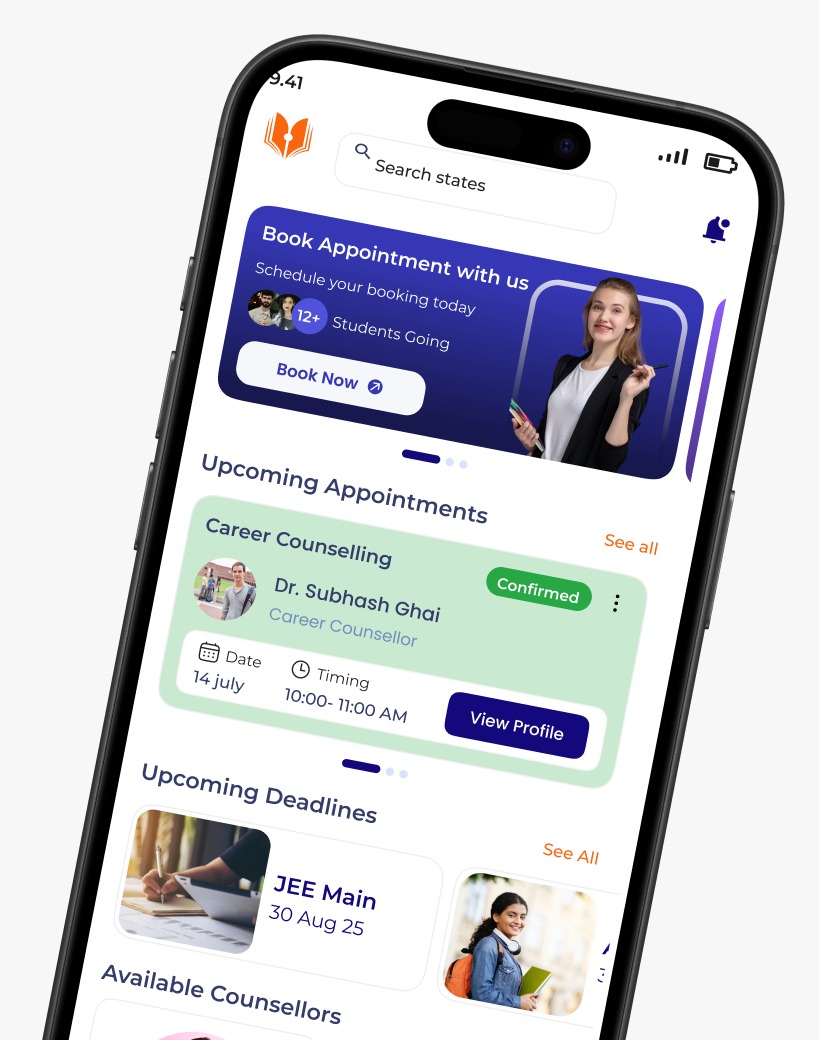 9.41
Search states
Book Appointment with us
Schedule your booking today
12+ Students Going
Book Now
Upcoming Appointments
See all
Career Counselling
Confirmed
Dr. Subhash Ghai
Career Counsellor
Date
14 july
Timing
10:00- 11:00 AM
View Profile
Upcoming Deadlines
See All
JEE Main
30 Aug 25
Available Counsellors